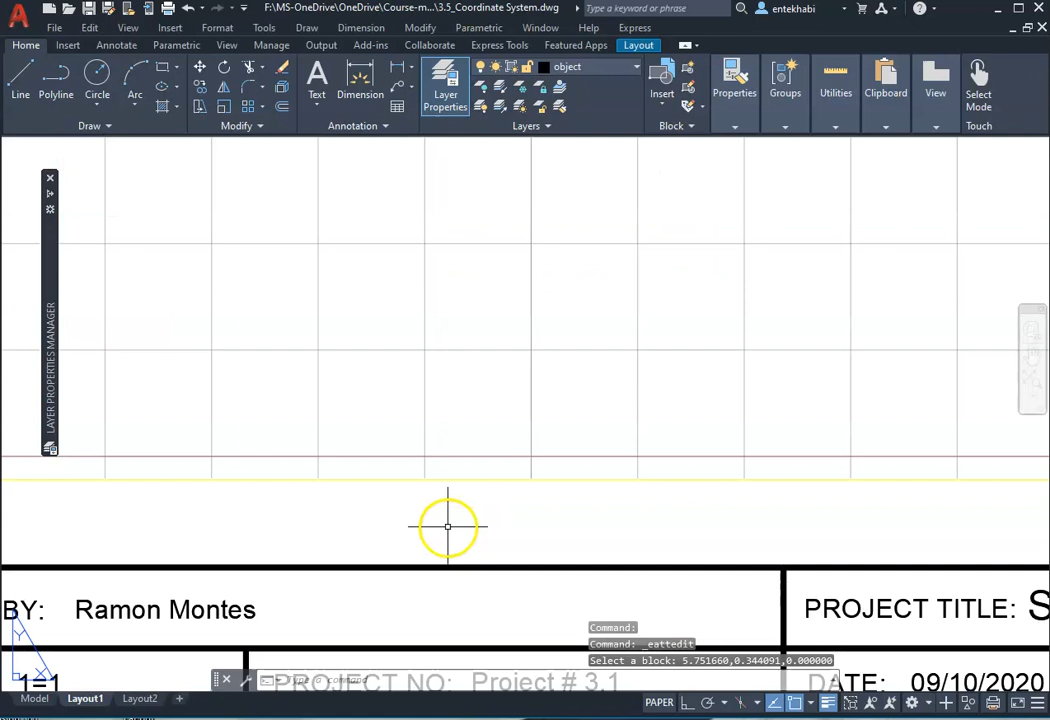 F:\MS-OneDrive\OneDrive\Course-m...\3.5_Coordinate System.dwg
Type a keyword or phrase
entekhabi
File Edit View Insert Format Tools Draw Dimension Modify Parametric Window Help Express
Home Insert Annotate Parametric View Manage Output Add-ins Collaborate Express Tools Featured Apps Layout
object
Line Polyline Circle Arc Text Dimension Layer Properties Insert Properties Groups Utilities Clipboard View Select Mode
Draw Modify Annotation Layers Block Touch
LAYER PROPERTIES MANAGER
BY: Ramon Montes
PROJECT TITLE: S
Command:
Command: _eattedit
Select a block: 5.751660,0.344091,0.000000
Y
X
1=1
PROJECT NO: Project # 3.1
Type a command
DATE: 09/10/2020
Model Layout1 Layout2 +
PAPER